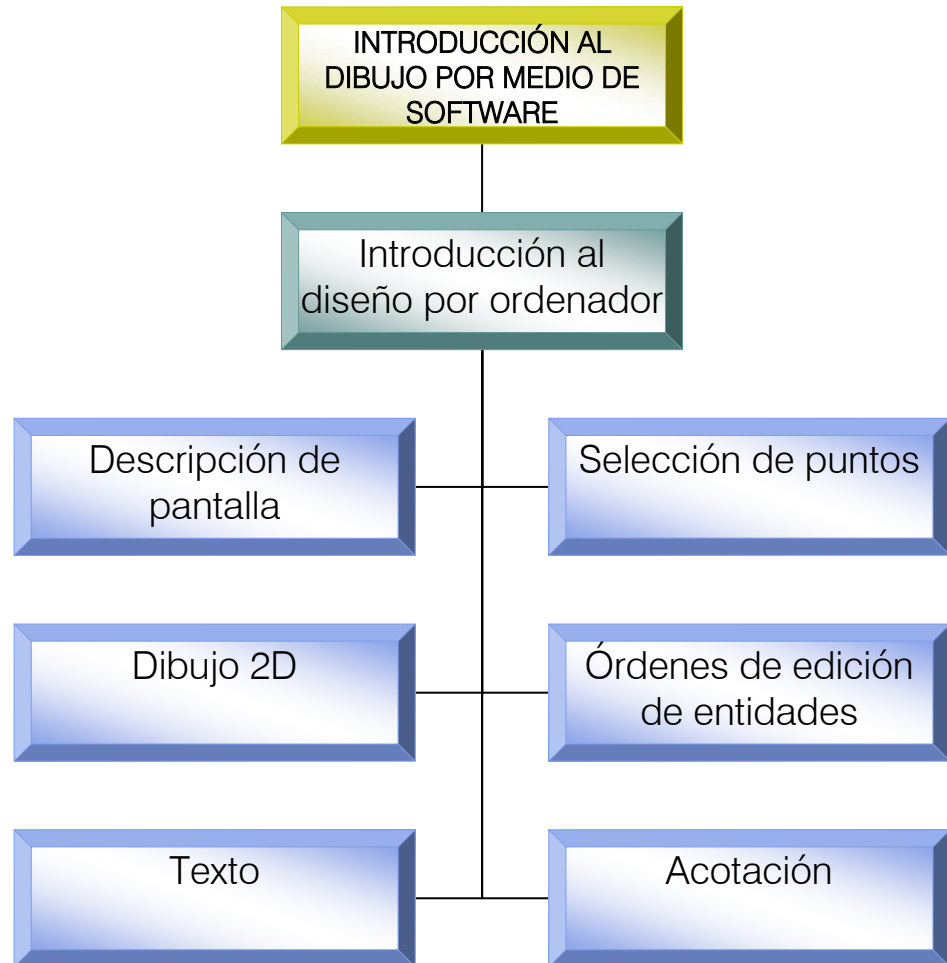 INTRODUCCIÓN AL
DIBUJO POR MEDIO DE
SOFTWARE
Introducción al
diseño por ordenador
Descripción de
pantalla
Selección de puntos
Dibujo 2D
Órdenes de edición
de entidades
Texto
Acotación